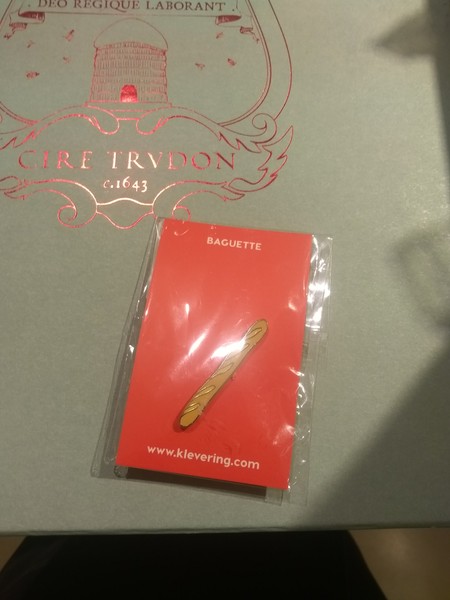 DEO REGIQUE LABORANT
CIRE TRVDON
c.1643
BAGUETTE
www.klevering.com